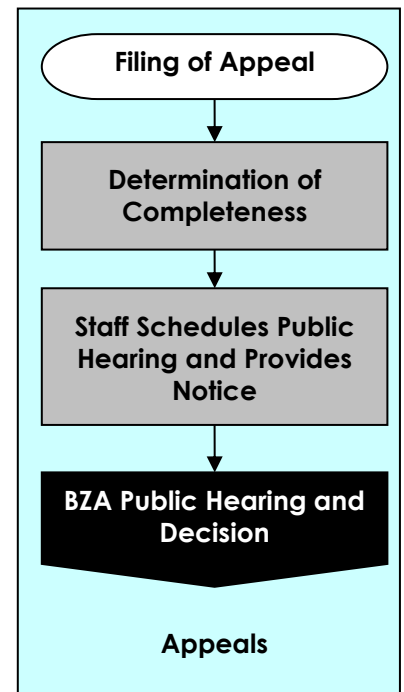 Filing of Appeal
Determination of
Completeness
Staff Schedules Public
Hearing and Provides
Notice
BZA Public Hearing and
Decision
Appeals